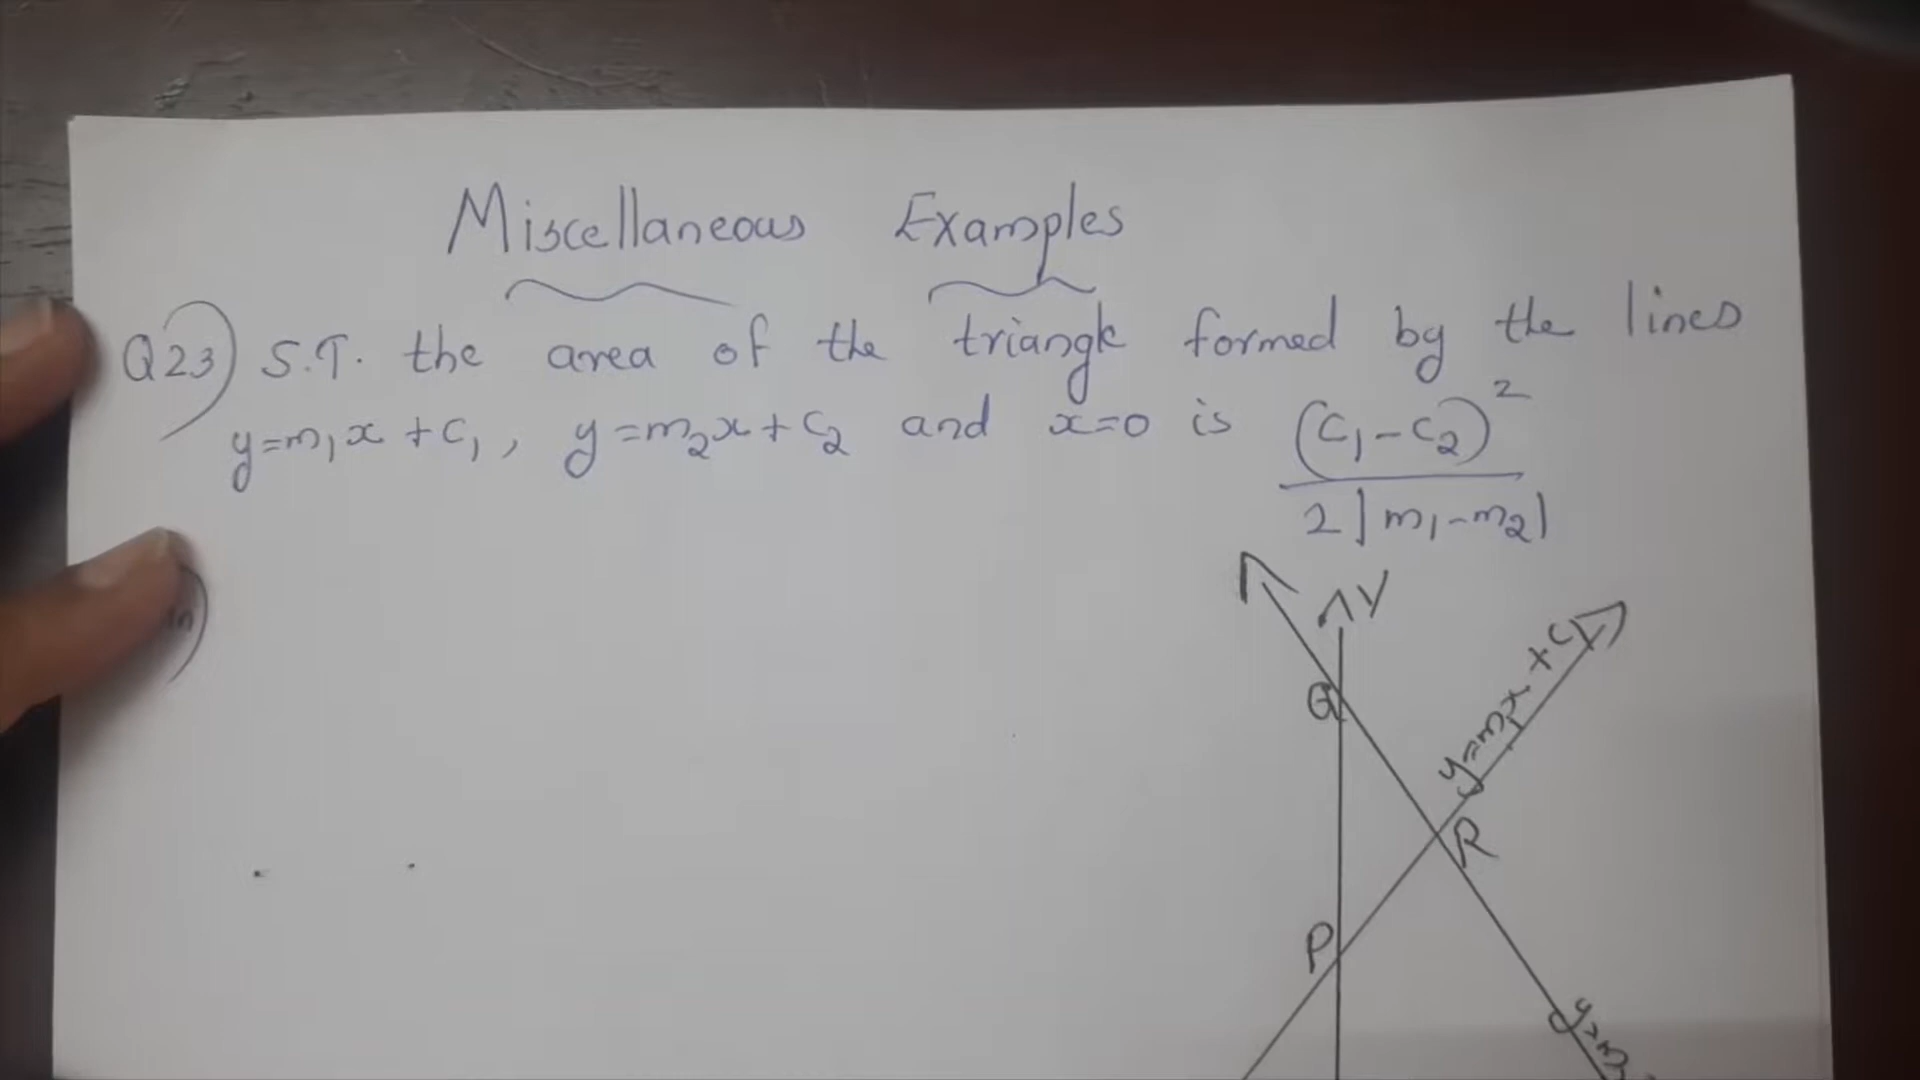 Miscellaneous Examples
Q23) S.T. the area of the triangle formed by the lines
y=m₁x+c₁, y=m₂x+c₂ and x=0 is (c₁-c₂)²
2|m₁-m₂|
Y
y=m₁x+c₁
Q
R
P